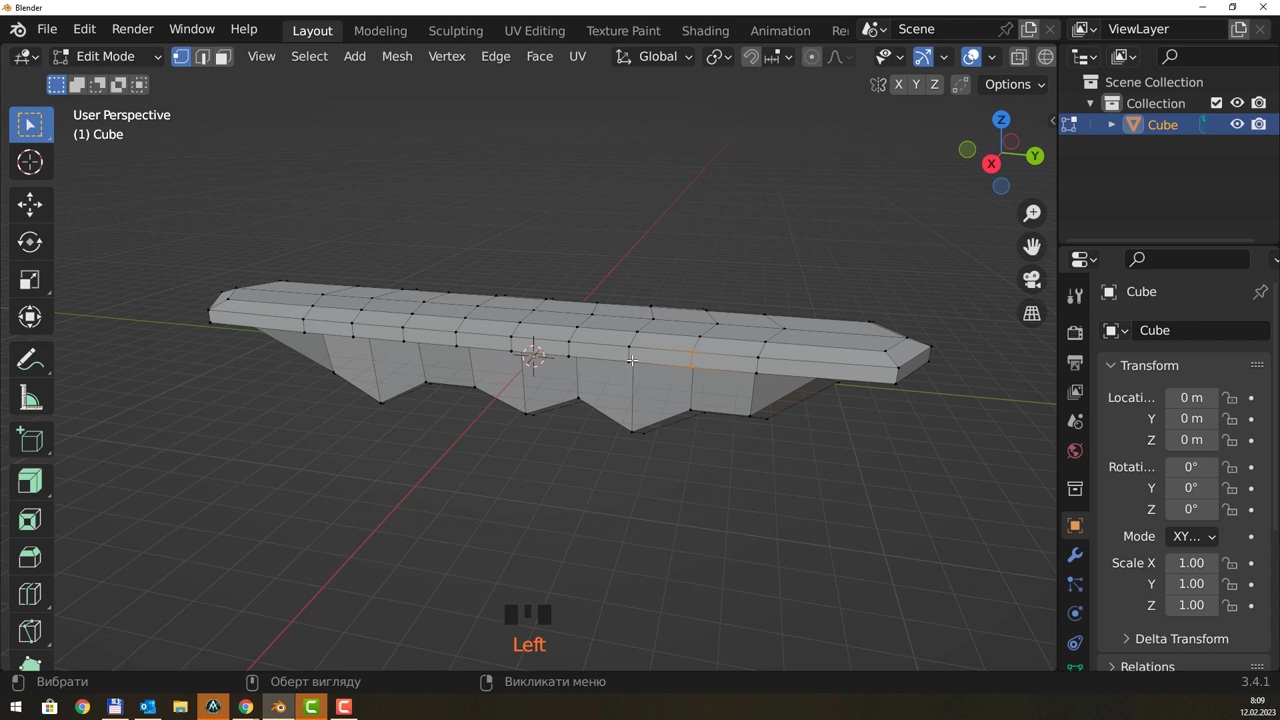 Blender
File Edit Render Window Help Layout Modeling Sculpting UV Editing Texture Paint Shading Animation Re Scene ViewLayer
Edit Mode View Select Add Mesh Vertex Edge Face UV Global
X Y Z Options
User Perspective
(1) Cube
Z
Y
X
Scene Collection
Collection
Cube
Cube
Cube
Transform
Locati... 0 m
Y 0 m
Z 0 m
Rotati... 0°
Y 0°
Z 0°
Mode XY...
Scale X 1.00
Y 1.00
Z 1.00
Delta Transform
Relations
Left
Вибрати Оберт вигляду Викликати меню 3.4.1
8:09
12.02.2023